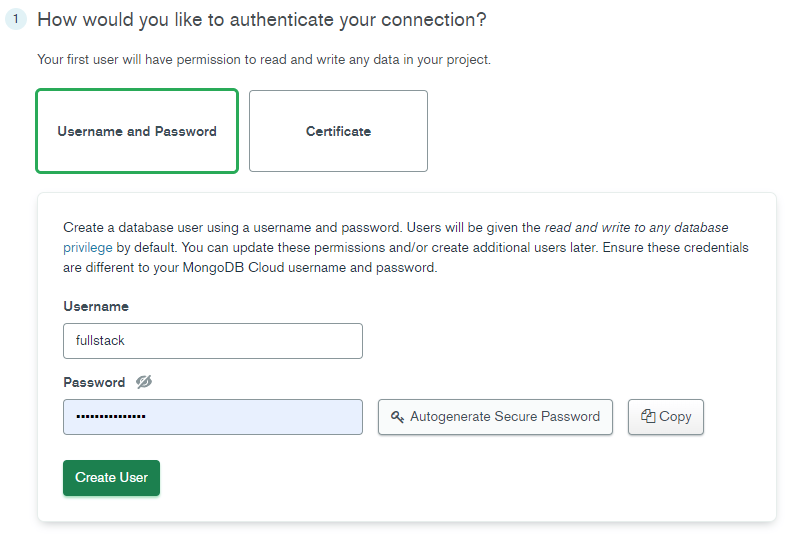 1 How would you like to authenticate your connection?
Your first user will have permission to read and write any data in your project.
Username and Password
Certificate
Create a database user using a username and password. Users will be given the read and write to any database
privilege by default. You can update these permissions and/or create additional users later. Ensure these credentials
are different to your MongoDB Cloud username and password.
Username
fullstack
Password
•••••••••••••••
Autogenerate Secure Password
Copy
Create User